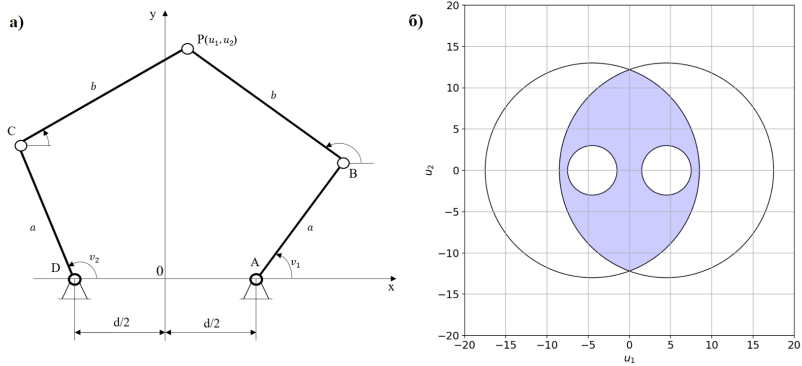 а)
y
P(u₁, u₂)
b
b
C
B
a
a
D
v₂
0
A
v₁
x
d/2
d/2
б)
20
15
10
5
0
−5
−10
−15
−20
u₂
−20 −15 −10 −5 0 5 10 15 20
u₁